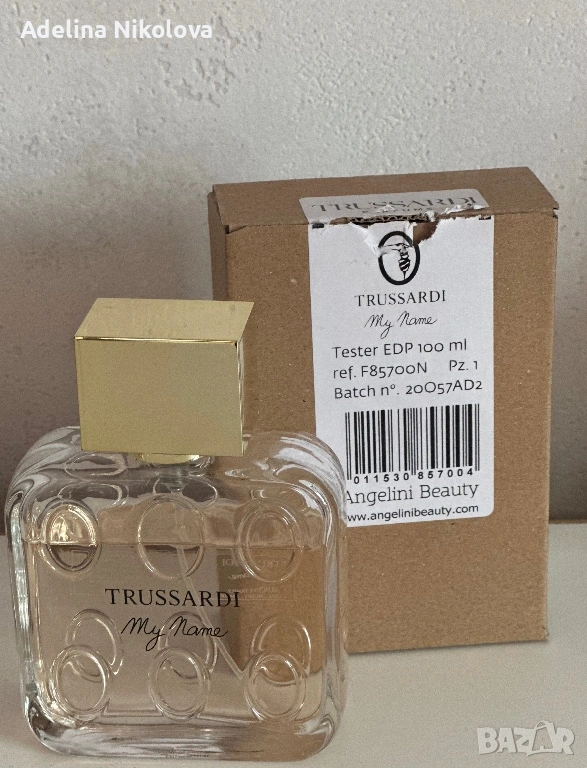 Adelina Nikolova
TRUSSARDI
TRUSSARDI
My Name
Tester EDP 100 ml
ref. F85700N Pz. 1
Batch n°. 20057AD2
011530 857004
Angelini Beauty
www.angelinibeauty.com
TRUSSARDI
My Name
BAZAR